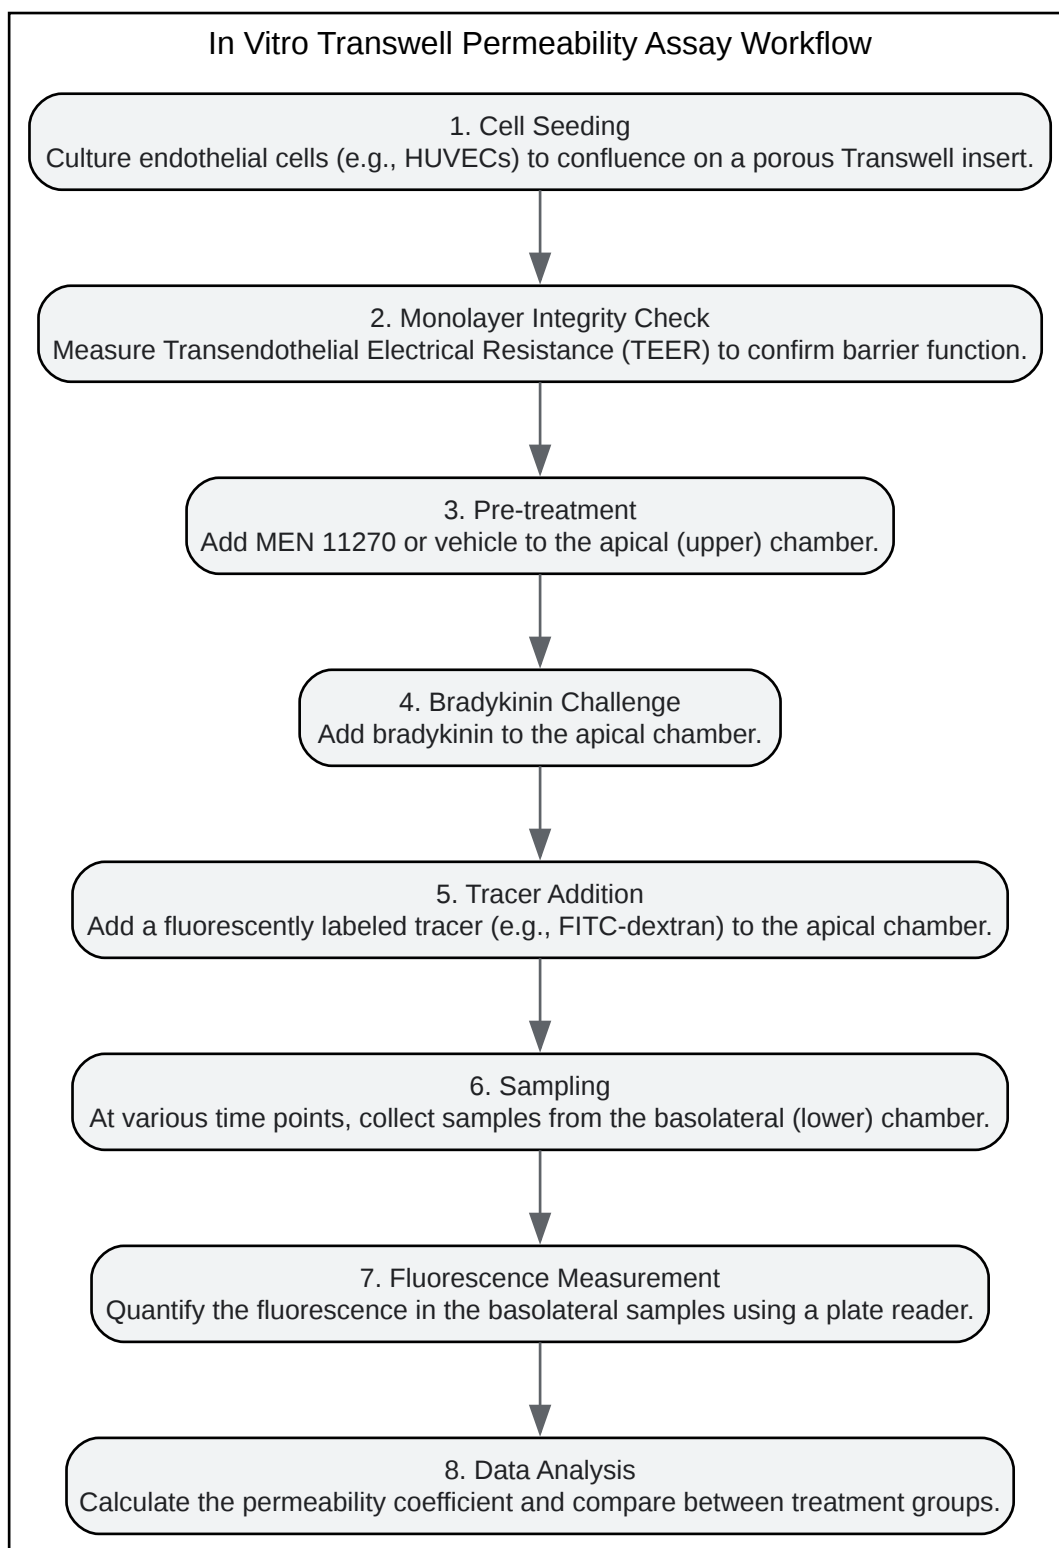 In Vitro Transwell Permeability Assay Workflow
1. Cell Seeding
Culture endothelial cells (e.g., HUVECs) to confluence on a porous Transwell insert.
2. Monolayer Integrity Check
Measure Transendothelial Electrical Resistance (TEER) to confirm barrier function.
3. Pre-treatment
Add MEN 11270 or vehicle to the apical (upper) chamber.
4. Bradykinin Challenge
Add bradykinin to the apical chamber.
5. Tracer Addition
Add a fluorescently labeled tracer (e.g., FITC-dextran) to the apical chamber.
6. Sampling
At various time points, collect samples from the basolateral (lower) chamber.
7. Fluorescence Measurement
Quantify the fluorescence in the basolateral samples using a plate reader.
8. Data Analysis
Calculate the permeability coefficient and compare between treatment groups.